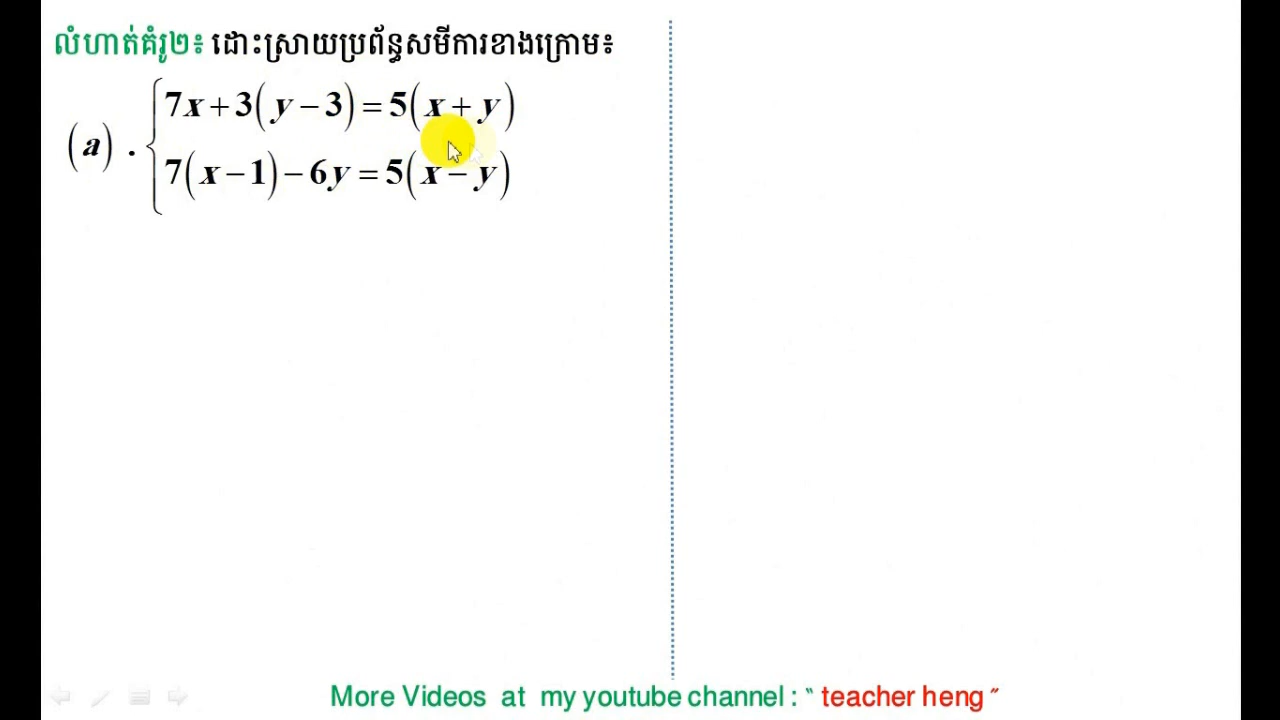 លំហាត់គំរូ២៖ ដោះស្រាយប្រព័ន្ធសមីការខាងក្រោម៖
7x + 3(y − 3) = 5(x + y)
(a) .
7(x − 1) − 6y = 5(x − y)
More Videos at my youtube channel : “ teacher heng ”